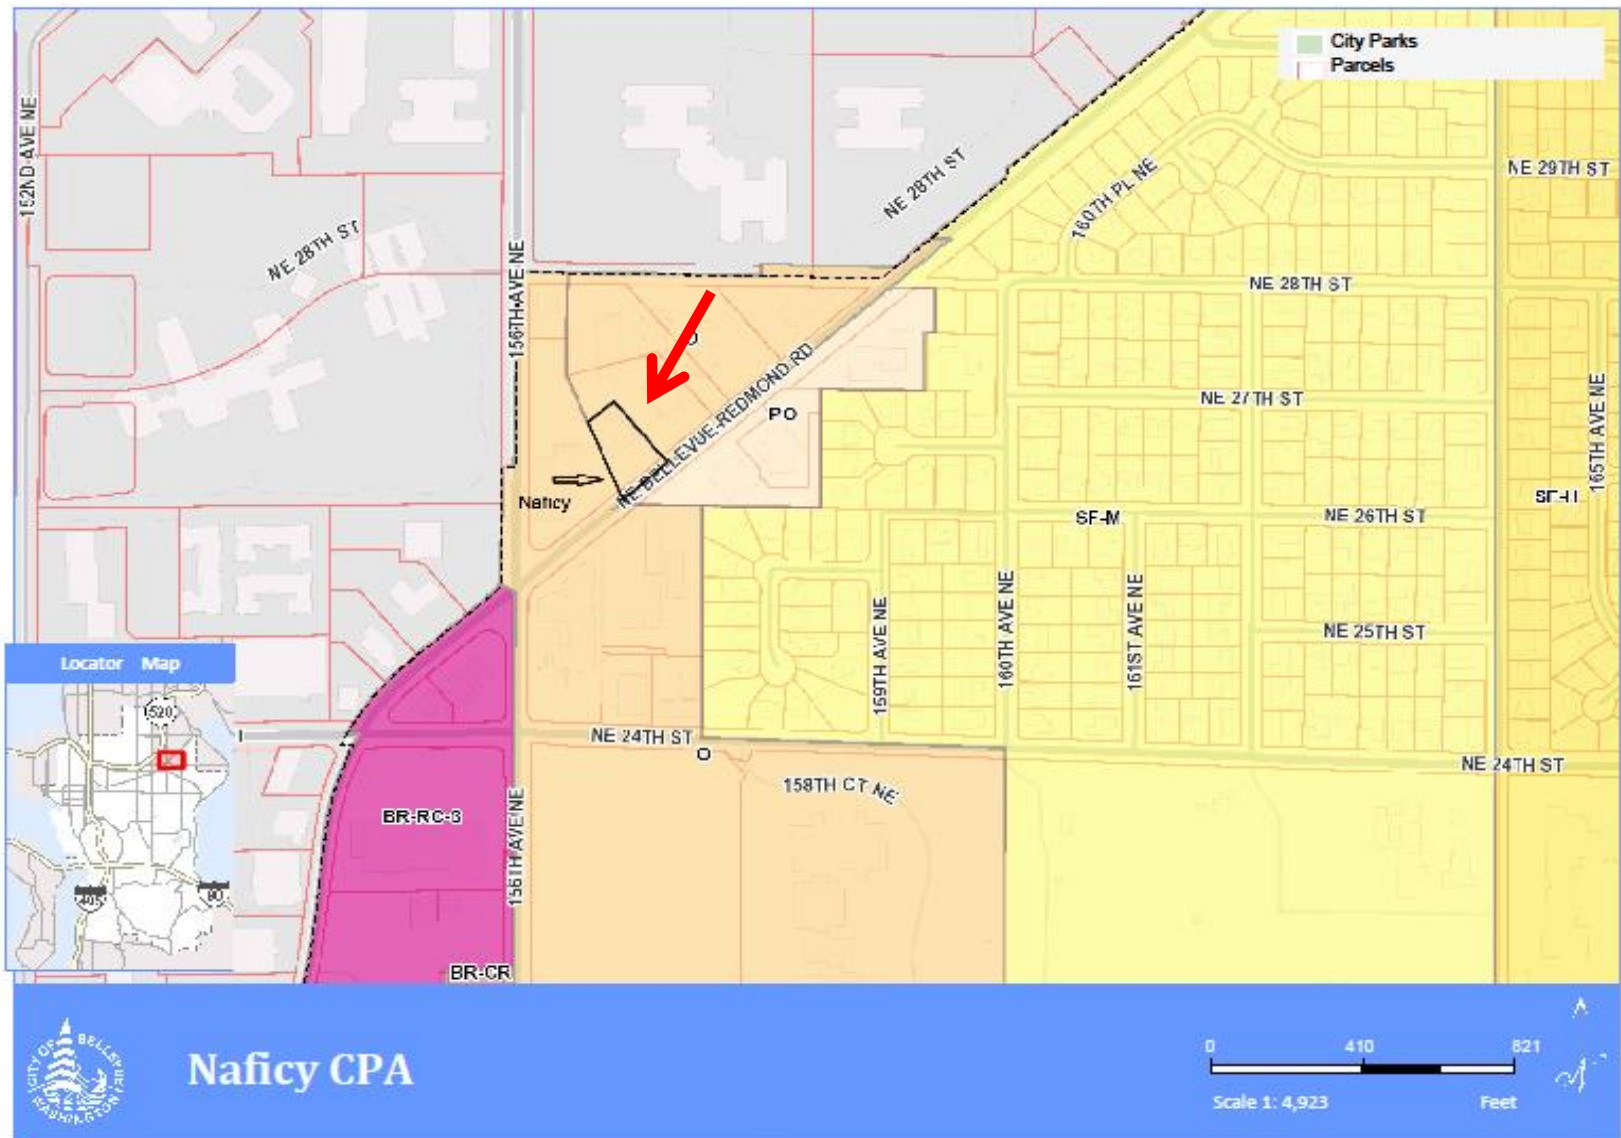 City Parks
Parcels
152ND AVE NE
NE 28TH ST
156TH AVE NE
NE 28TH ST
160TH PL NE
NE 29TH ST
NE 28TH ST
O
NE BELLEVUE-REDMOND RD
PO
NE 27TH ST
165TH AVE NE
Naficy
SF-M
NE 26TH ST
SF-H
159TH AVE NE
160TH AVE NE
161ST AVE NE
NE 25TH ST
Locator Map
520
405
90
NE 24TH ST
O
158TH CT NE
NE 24TH ST
BR-RC-3
156TH AVE NE
BR-CR
CITY OF BELLEVUE
WASHINGTON
Naficy CPA
0 410 821
Scale 1: 4,923 Feet